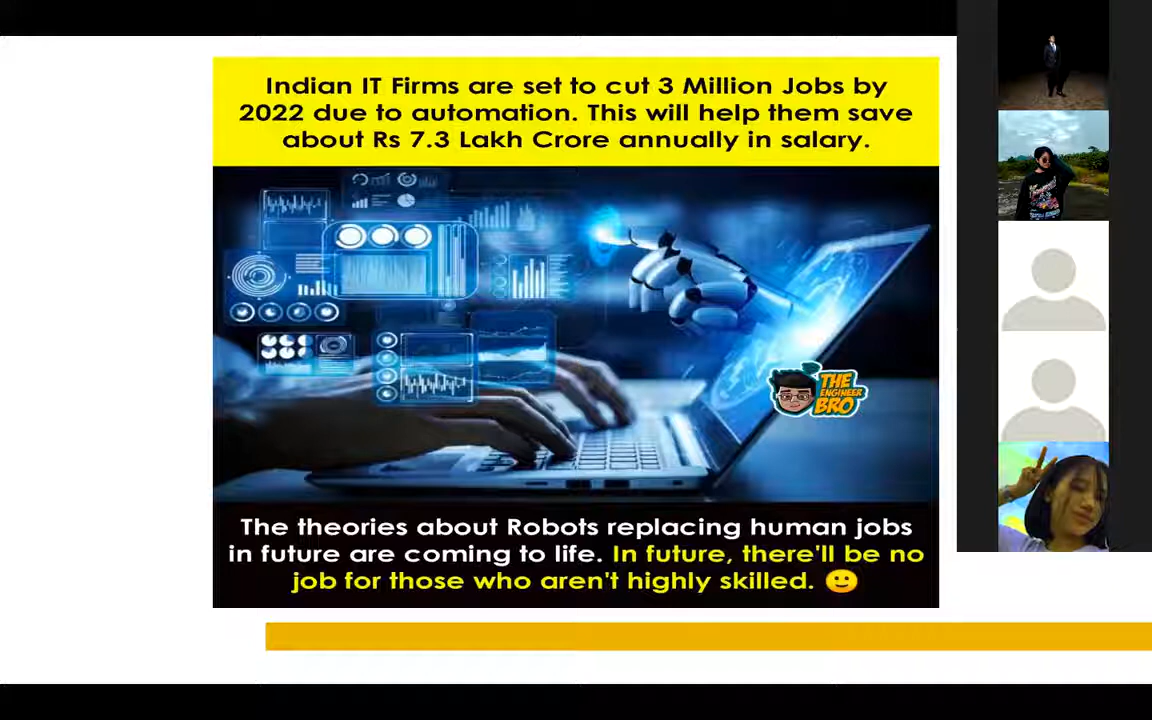 Indian IT Firms are set to cut 3 Million Jobs by
2022 due to automation. This will help them save
about Rs 7.3 Lakh Crore annually in salary.
THE
ENGINEER
BRO
The theories about Robots replacing human jobs
in future are coming to life. In future, there'll be no
job for those who aren't highly skilled. 🙂